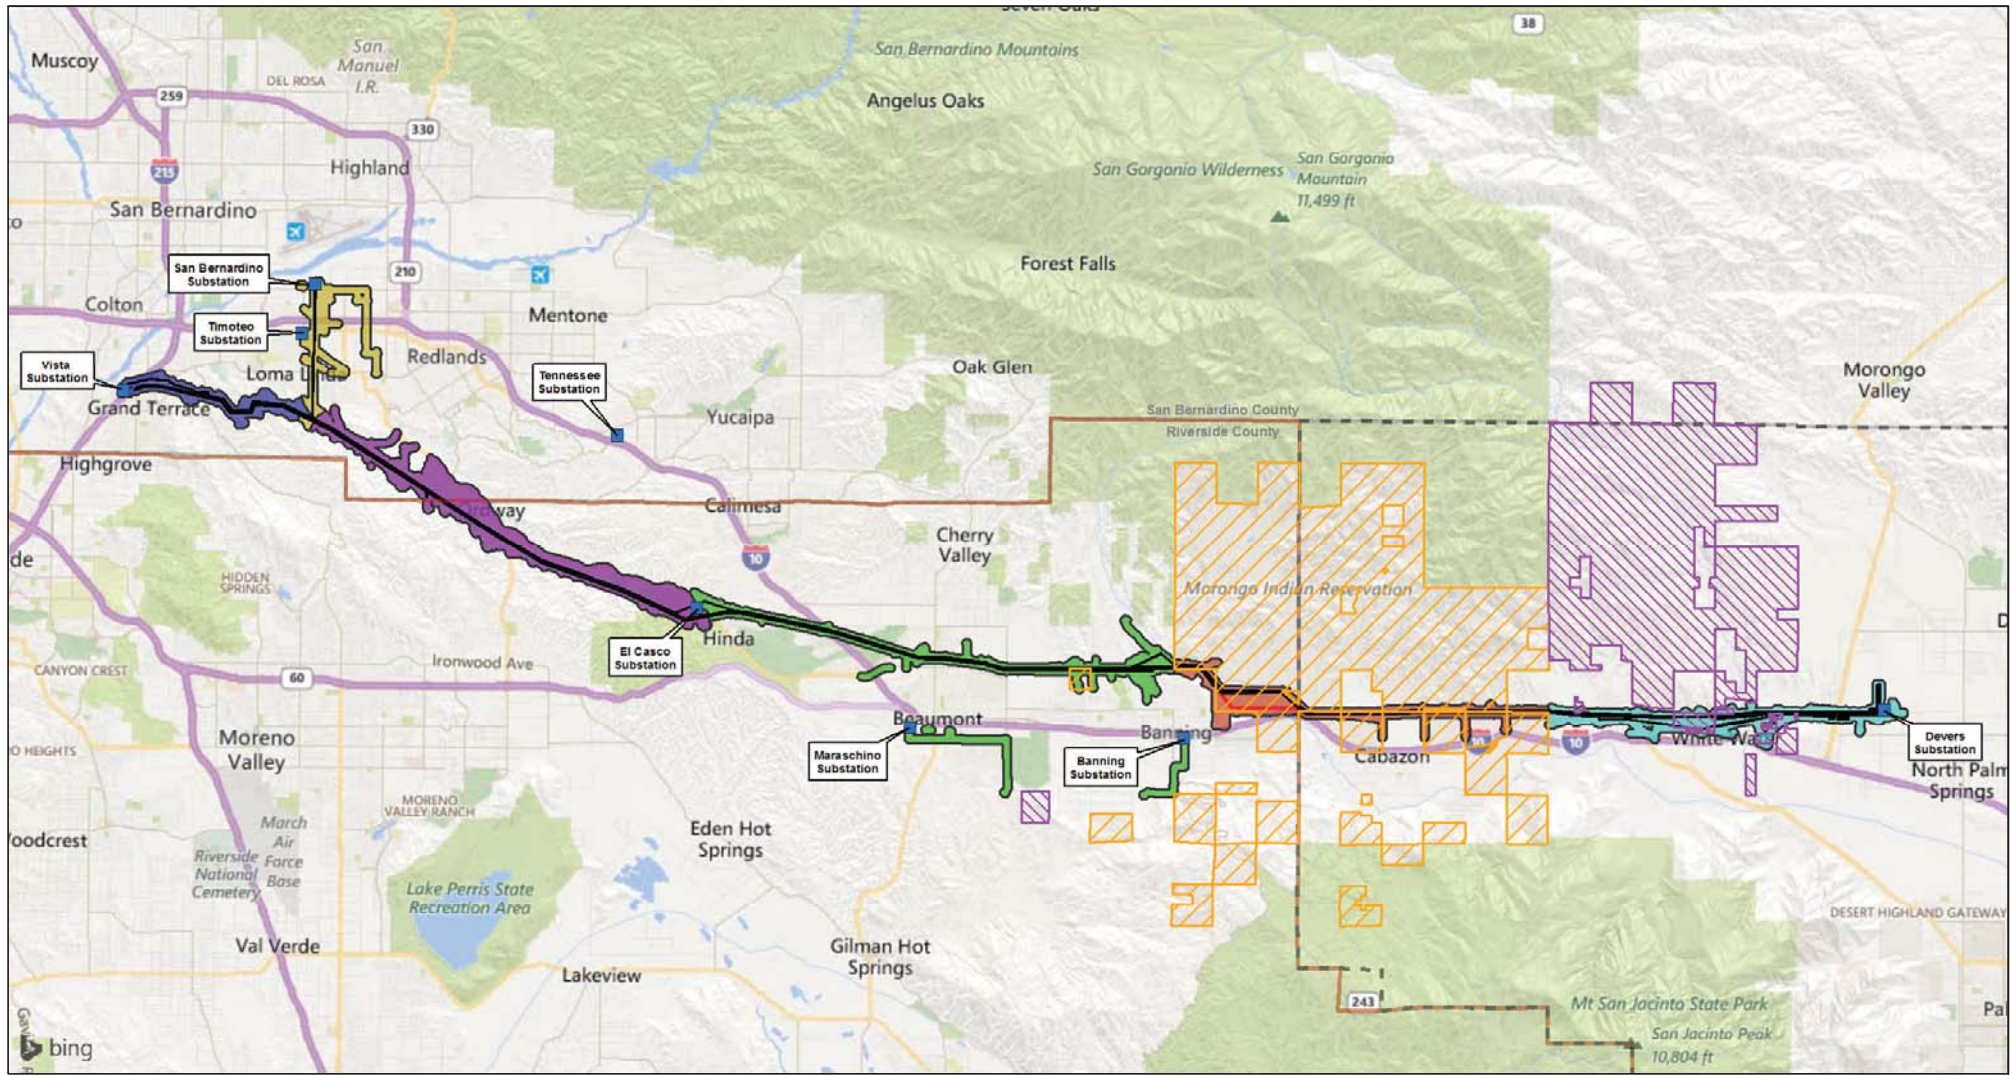 Muscoy
San
Manuel
I.R.
DEL ROSA
259
330
215
Highland
San Bernardino
San Bernardino Mountains
Angelus Oaks
38
San Gorgonio Wilderness
San Gorgonio
Mountain
11,499 ft
Forest Falls
San Bernardino
Substation
210
Colton
Timoteo
Substation
Mentone
Redlands
Vista
Substation
Loma
Grand Terrace
Tennessee
Substation
Oak Glen
Yucaipa
Morongo
Valley
San Bernardino County
Riverside County
Highgrove
Calimesa
Cherry
Valley
10
de
HIDDEN
SPRINGS
Morongo Indian Reservation
Hinda
El Casco
Substation
CANYON CREST
Ironwood Ave
60
Beaumont
Maraschino
Substation
Banning
Banning
Substation
10
10
Cabazon
White Wa
Devers
Substation
North Palm
Springs
O HEIGHTS
Moreno
Valley
MORENO
VALLEY RANCH
March
Air
Force
Base
Riverside
National
Cemetery
oodcrest
Eden Hot
Springs
Lake Perris State
Recreation Area
Val Verde
Lakeview
Gilman Hot
Springs
DESERT HIGHLAND GATEWAY
243
Mt San Jacinto State Park
San Jacinto Peak
10,804 ft
Pal
bing